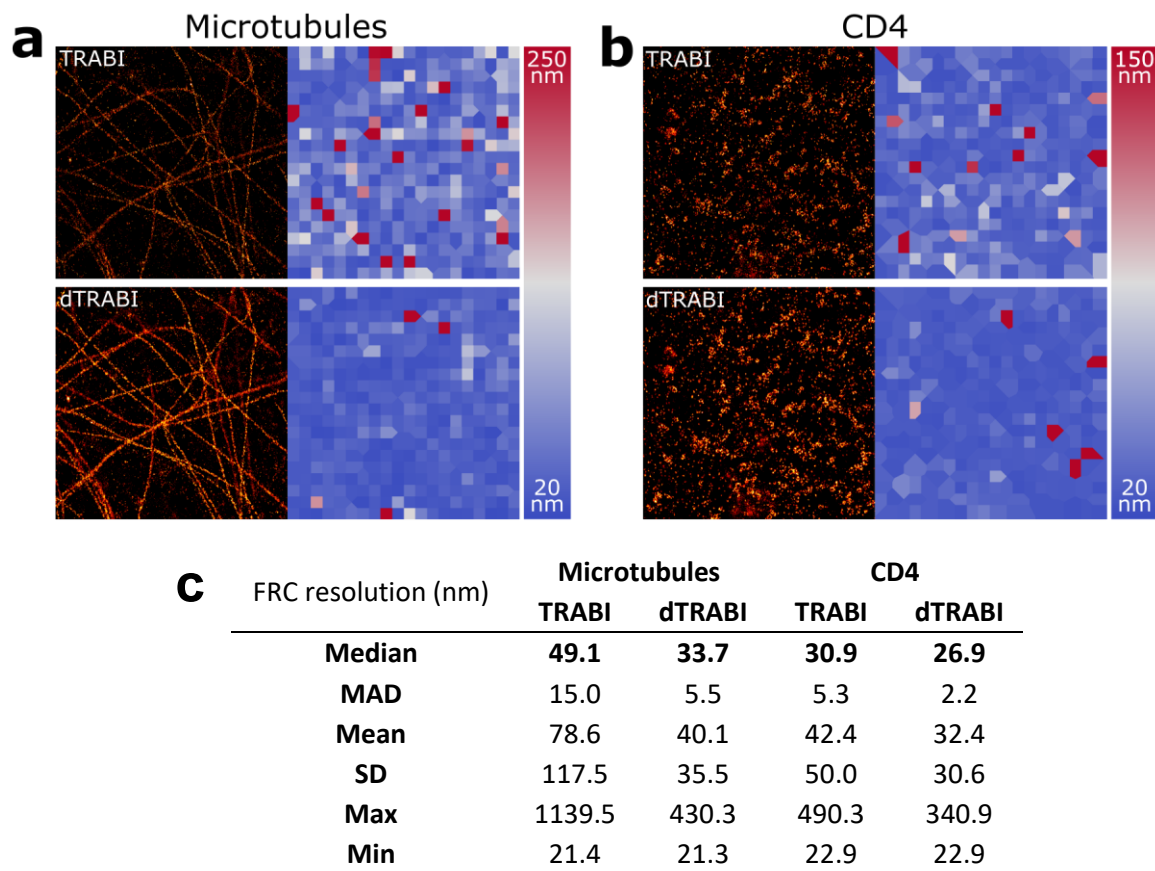 a
Microtubules
TRABI
250
nm
dTRABI
20
nm
b
CD4
TRABI
150
nm
dTRABI
20
nm
c
FRC resolution (nm) Microtubules CD4
TRABI dTRABI TRABI dTRABI
Median 49.1 33.7 30.9 26.9
MAD 15.0 5.5 5.3 2.2
Mean 78.6 40.1 42.4 32.4
SD 117.5 35.5 50.0 30.6
Max 1139.5 430.3 490.3 340.9
Min 21.4 21.3 22.9 22.9